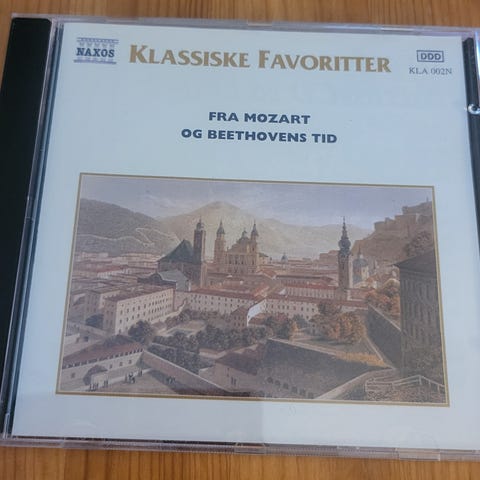 NAXOS
KLASSISKE FAVORITTER
DDD
KLA 002N
FRA MOZART
OG BEETHOVENS TID